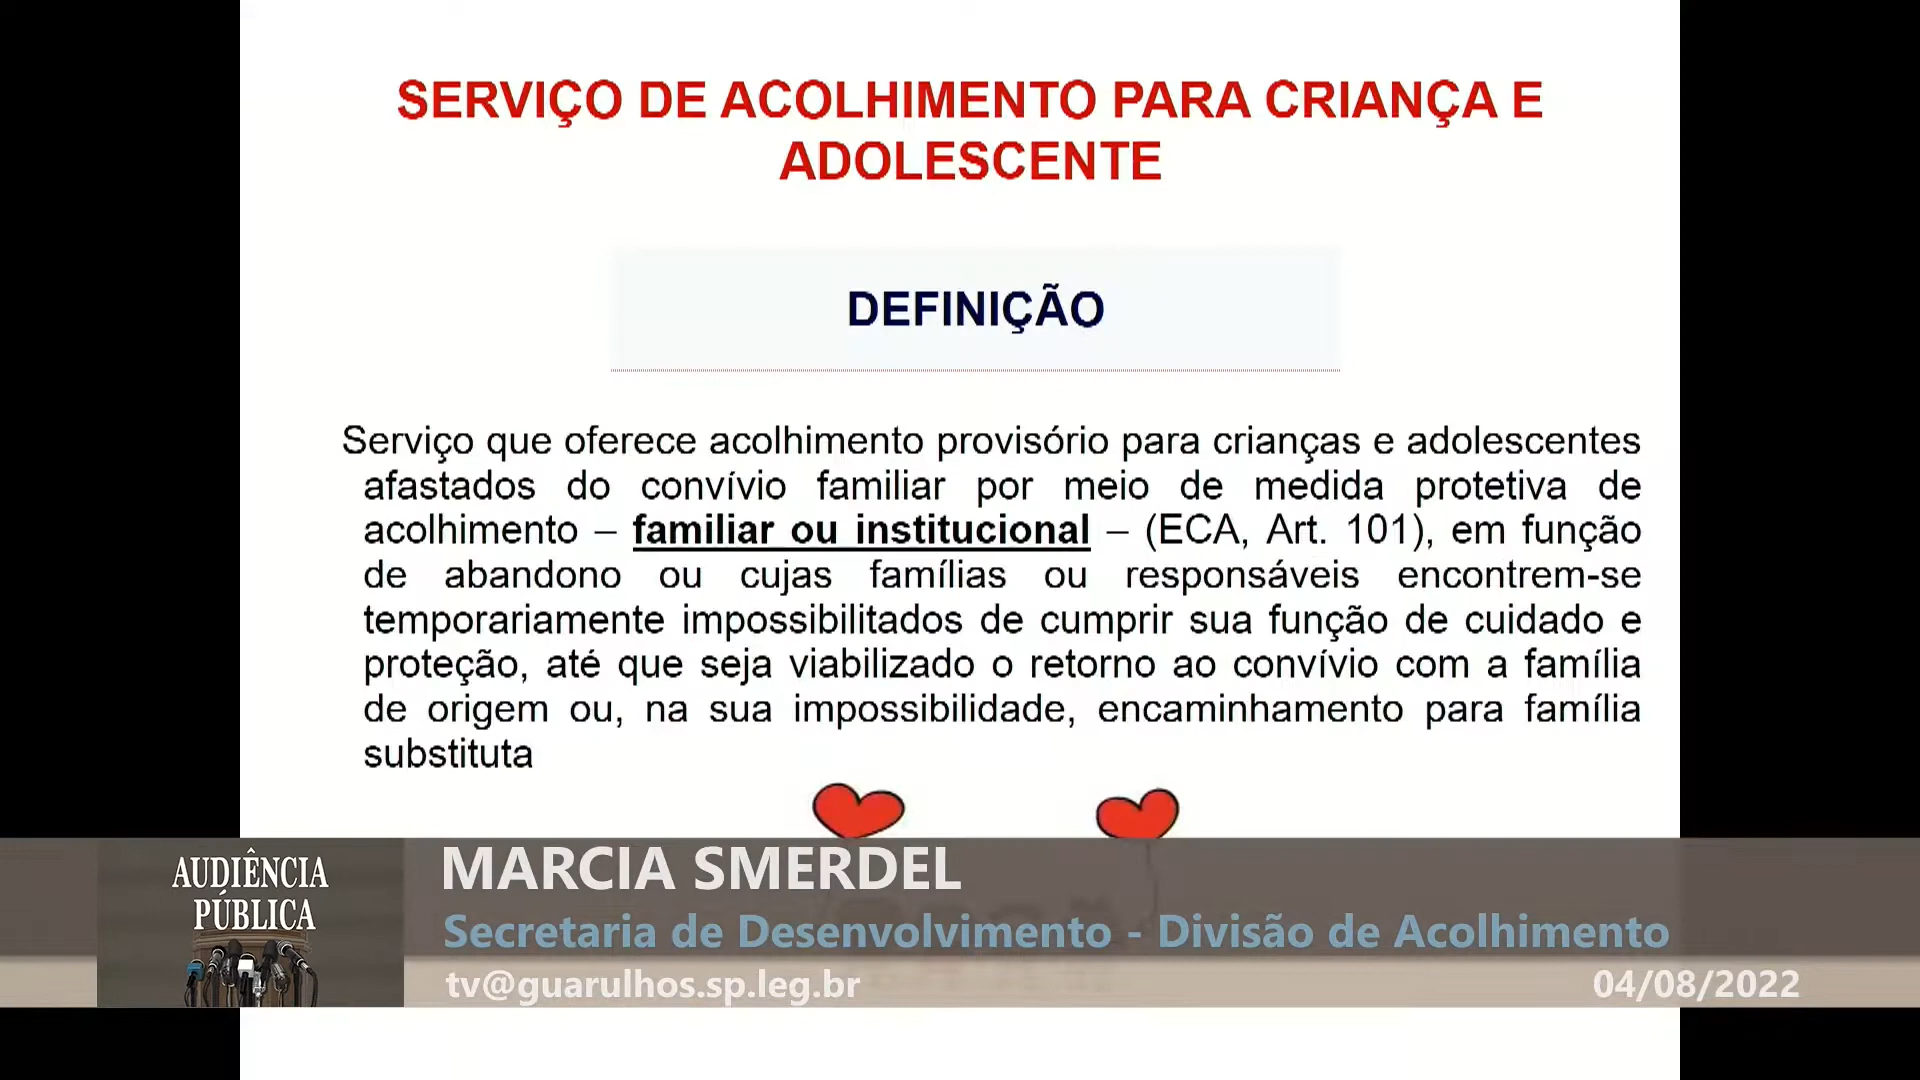 SERVIÇO DE ACOLHIMENTO PARA CRIANÇA E
ADOLESCENTE
DEFINIÇÃO
Serviço que oferece acolhimento provisório para crianças e adolescentes
afastados do convívio familiar por meio de medida protetiva de
acolhimento – familiar ou institucional – (ECA, Art. 101), em função
de abandono ou cujas famílias ou responsáveis encontrem-se
temporariamente impossibilitados de cumprir sua função de cuidado e
proteção, até que seja viabilizado o retorno ao convívio com a família
de origem ou, na sua impossibilidade, encaminhamento para família
substituta
AUDIÊNCIA
PÚBLICA
MARCIA SMERDEL
Secretaria de Desenvolvimento - Divisão de Acolhimento
tv@guarulhos.sp.leg.br
04/08/2022